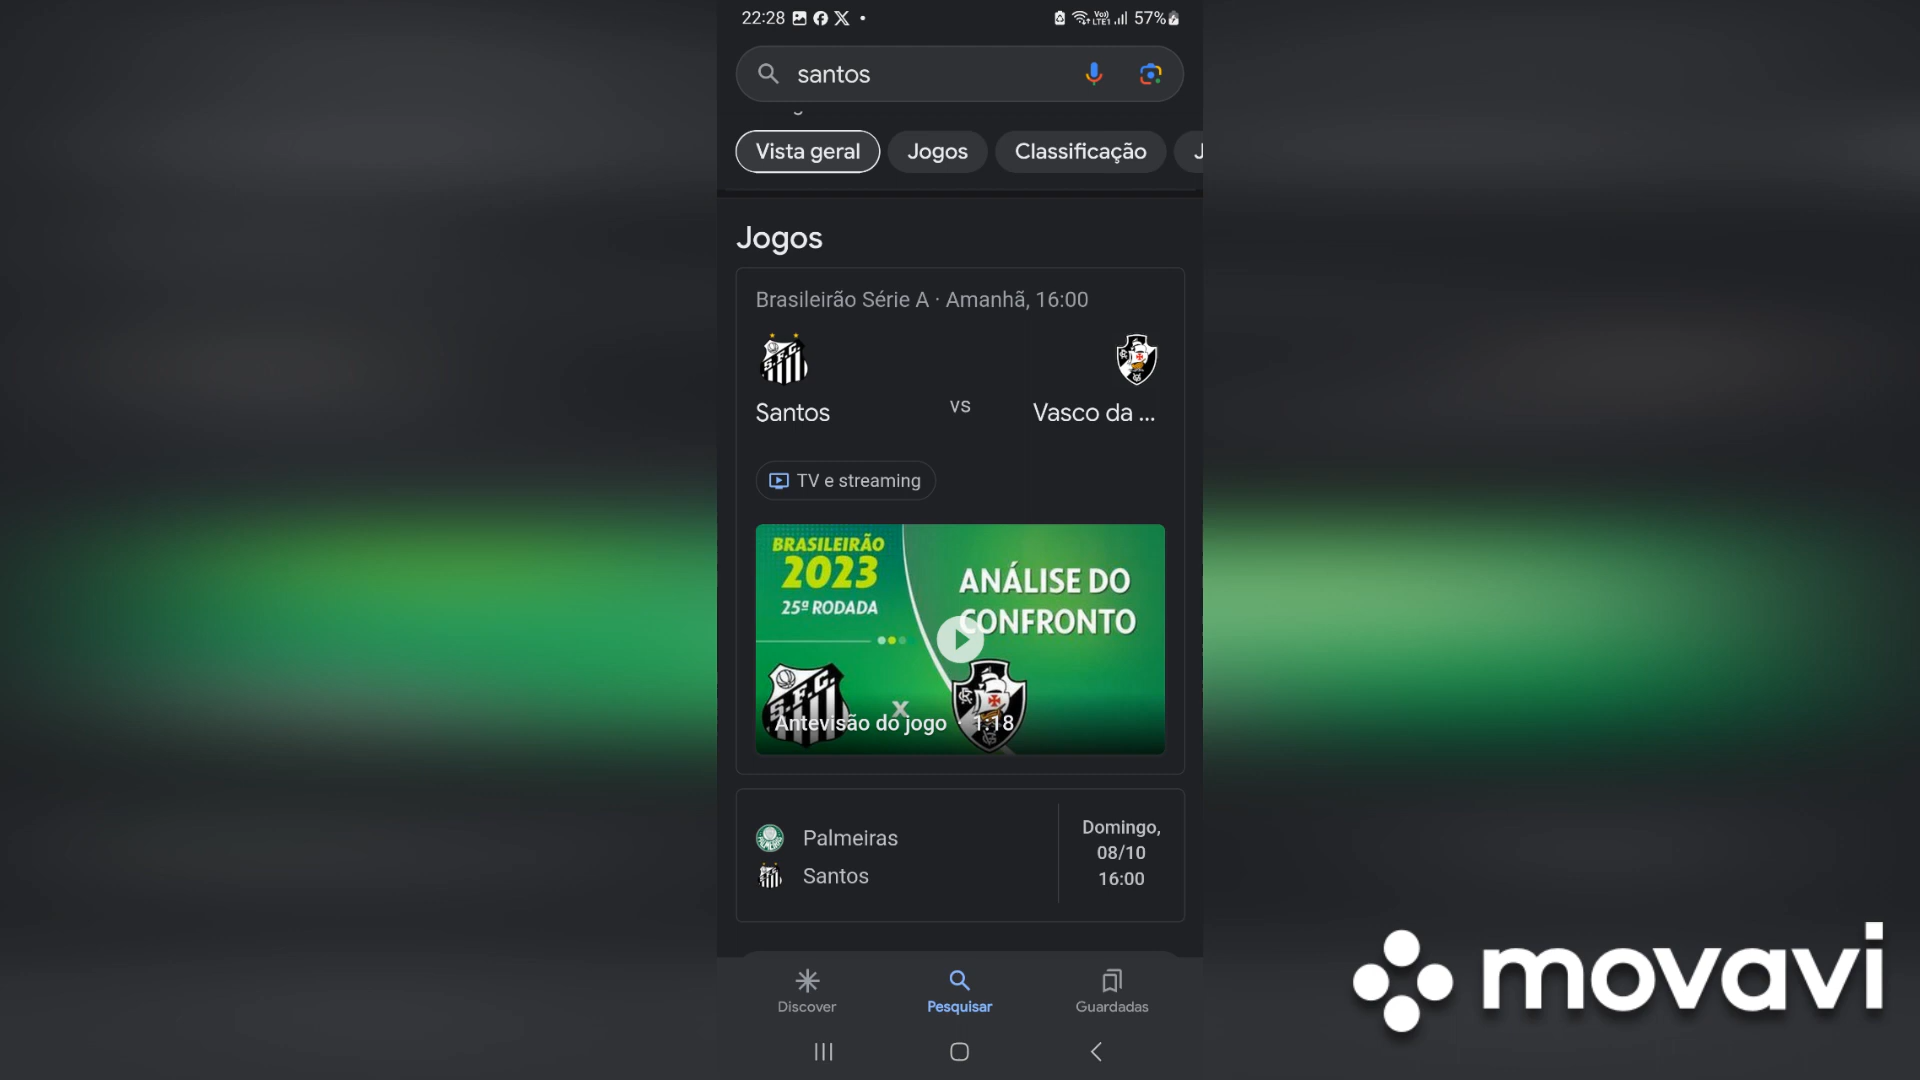 22:28
Vo)) LTE1 57%
santos
Vista geral Jogos Classificação J
Jogos
Brasileirão Série A · Amanhã, 16:00
Santos vs Vasco da ...
TV e streaming
BRASILEIRÃO
2023
25ª RODADA
ANÁLISE DO
CONFRONTO
S.F.C. X
Antevisão do jogo · 1:18
Palmeiras
Santos
Domingo,
08/10
16:00
Discover Pesquisar Guardadas
movavi